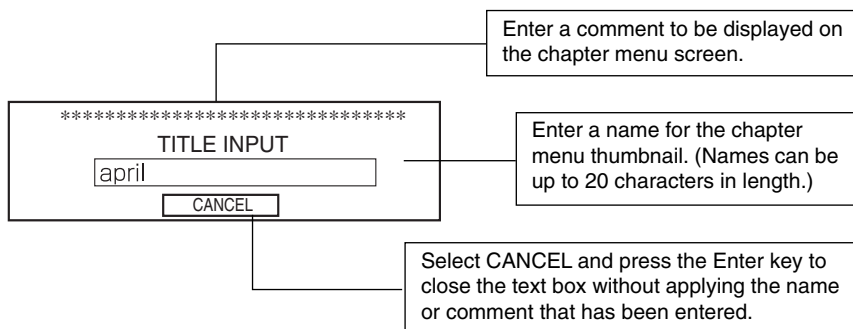 Enter a comment to be displayed on
the chapter menu screen.
*******************************
TITLE INPUT
april
CANCEL
Enter a name for the chapter
menu thumbnail. (Names can be
up to 20 characters in length.)
Select CANCEL and press the Enter key to
close the text box without applying the name
or comment that has been entered.